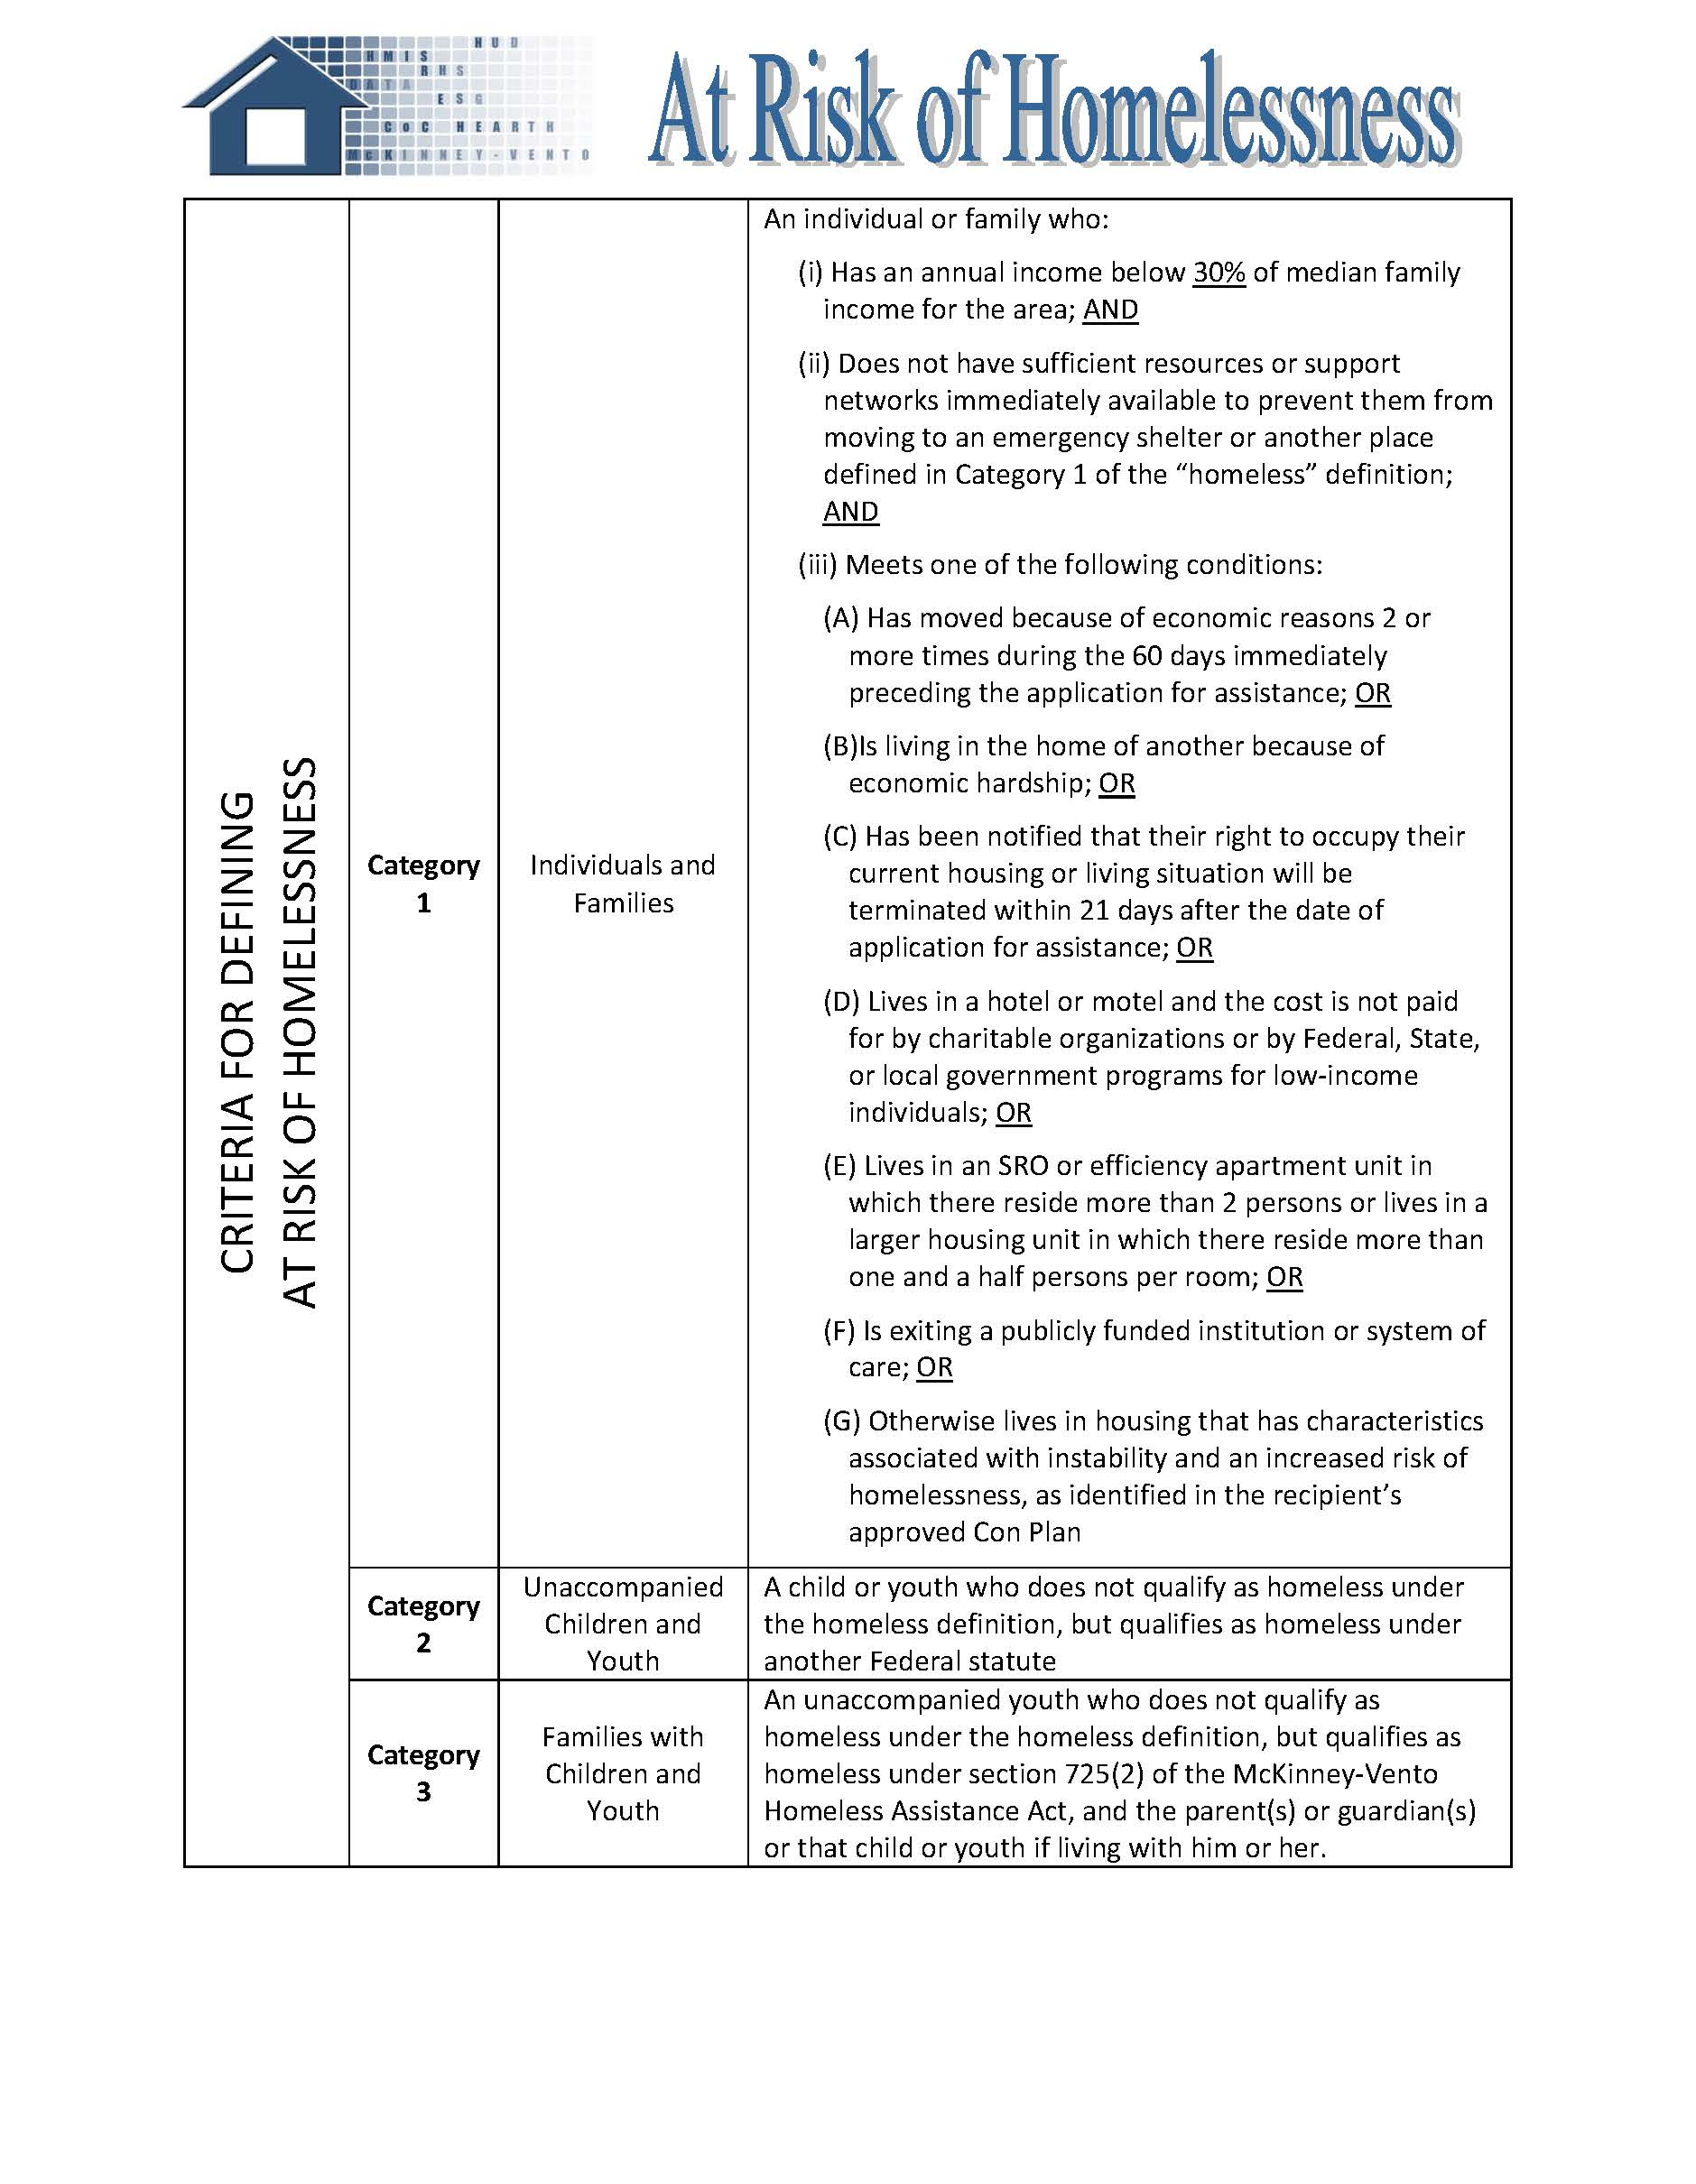 HUD
HMIS
RHS
DATA
ESG
CoC HEARTH
McKINNEY-VENTO
At Risk of Homelessness
CRITERIA FOR DEFINING
AT RISK OF HOMELESSNESS
Category
1
Individuals and
Families
An individual or family who:
(i) Has an annual income below 30% of median family
income for the area; AND
(ii) Does not have sufficient resources or support
networks immediately available to prevent them from
moving to an emergency shelter or another place
defined in Category 1 of the “homeless” definition;
AND
(iii) Meets one of the following conditions:
(A) Has moved because of economic reasons 2 or
more times during the 60 days immediately
preceding the application for assistance; OR
(B)Is living in the home of another because of
economic hardship; OR
(C) Has been notified that their right to occupy their
current housing or living situation will be
terminated within 21 days after the date of
application for assistance; OR
(D) Lives in a hotel or motel and the cost is not paid
for by charitable organizations or by Federal, State,
or local government programs for low-income
individuals; OR
(E) Lives in an SRO or efficiency apartment unit in
which there reside more than 2 persons or lives in a
larger housing unit in which there reside more than
one and a half persons per room; OR
(F) Is exiting a publicly funded institution or system of
care; OR
(G) Otherwise lives in housing that has characteristics
associated with instability and an increased risk of
homelessness, as identified in the recipient’s
approved Con Plan
Category
2
Unaccompanied
Children and
Youth
A child or youth who does not qualify as homeless under
the homeless definition, but qualifies as homeless under
another Federal statute
Category
3
Families with
Children and
Youth
An unaccompanied youth who does not qualify as
homeless under the homeless definition, but qualifies as
homeless under section 725(2) of the McKinney-Vento
Homeless Assistance Act, and the parent(s) or guardian(s)
or that child or youth if living with him or her.